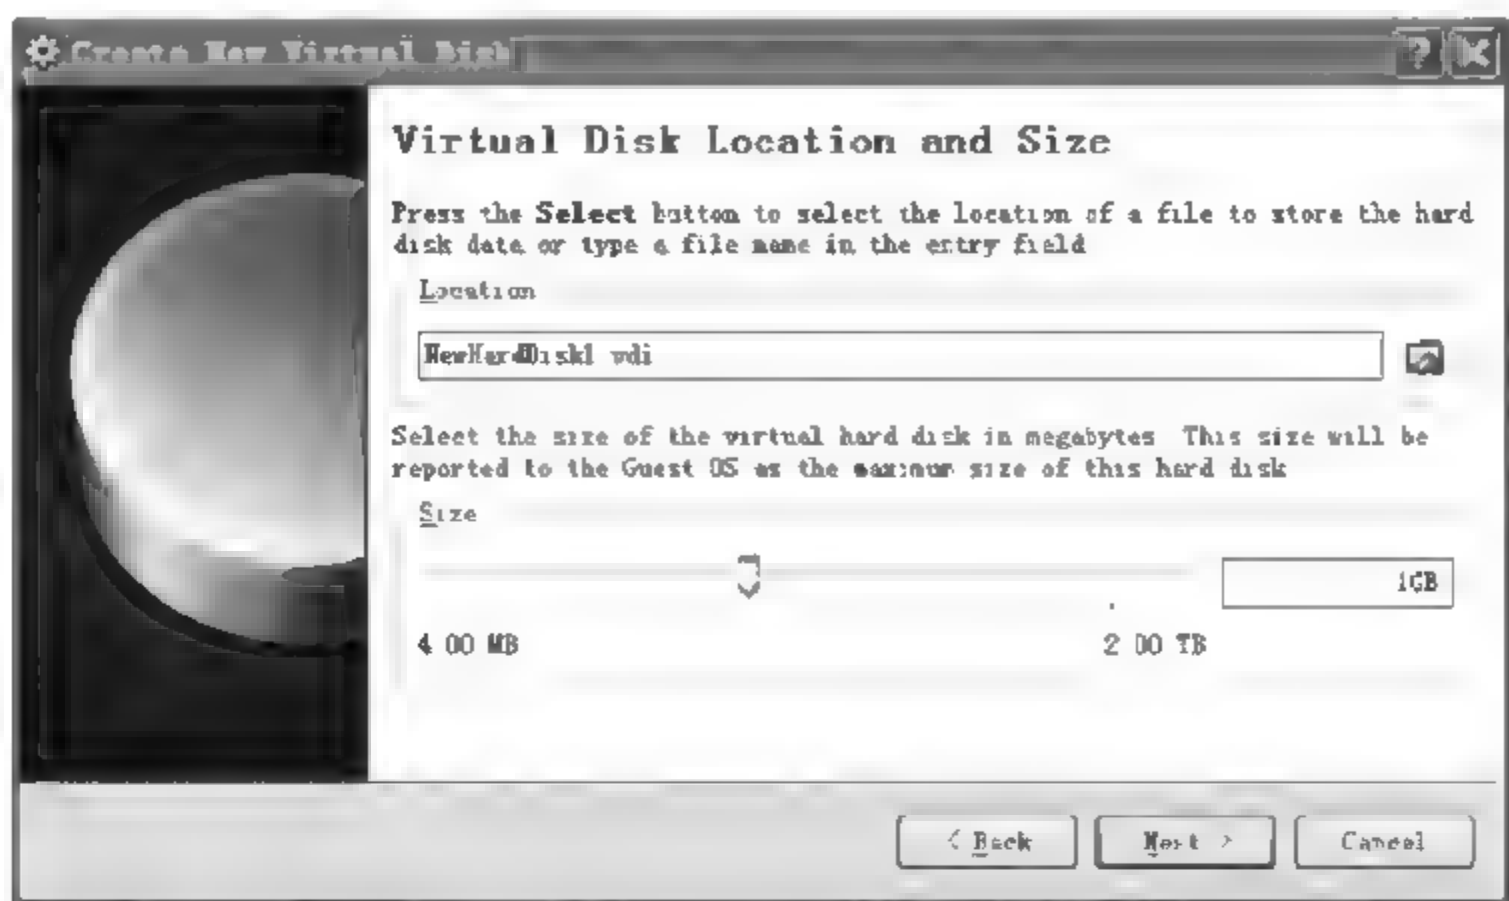 Create New Virtual Disk
Virtual Disk Location and Size
Press the Select button to select the location of a file to store the hard
disk data or type a file name in the entry field
Location
NewHardDisk1 vdi
Select the size of the virtual hard disk in megabytes This size will be
reported to the Guest OS as the maximum size of this hard disk
Size
1GB
4 00 MB
2 00 TB
< Back
Next >
Cancel